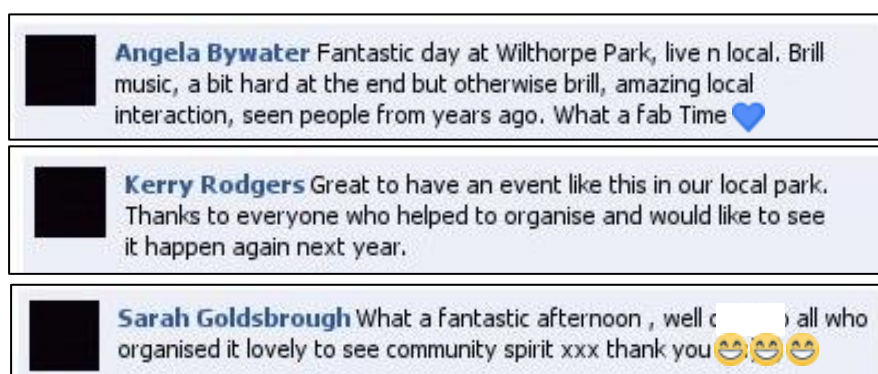 Angela Bywater Fantastic day at Wilthorpe Park, live n local. Brill
music, a bit hard at the end but otherwise brill, amazing local
interaction, seen people from years ago. What a fab Time 💙
Kerry Rodgers Great to have an event like this in our local park.
Thanks to everyone who helped to organise and would like to see
it happen again next year.
Sarah Goldsbrough What a fantastic afternoon , well all who
organised it lovely to see community spirit xxx thank you 😁😁😁